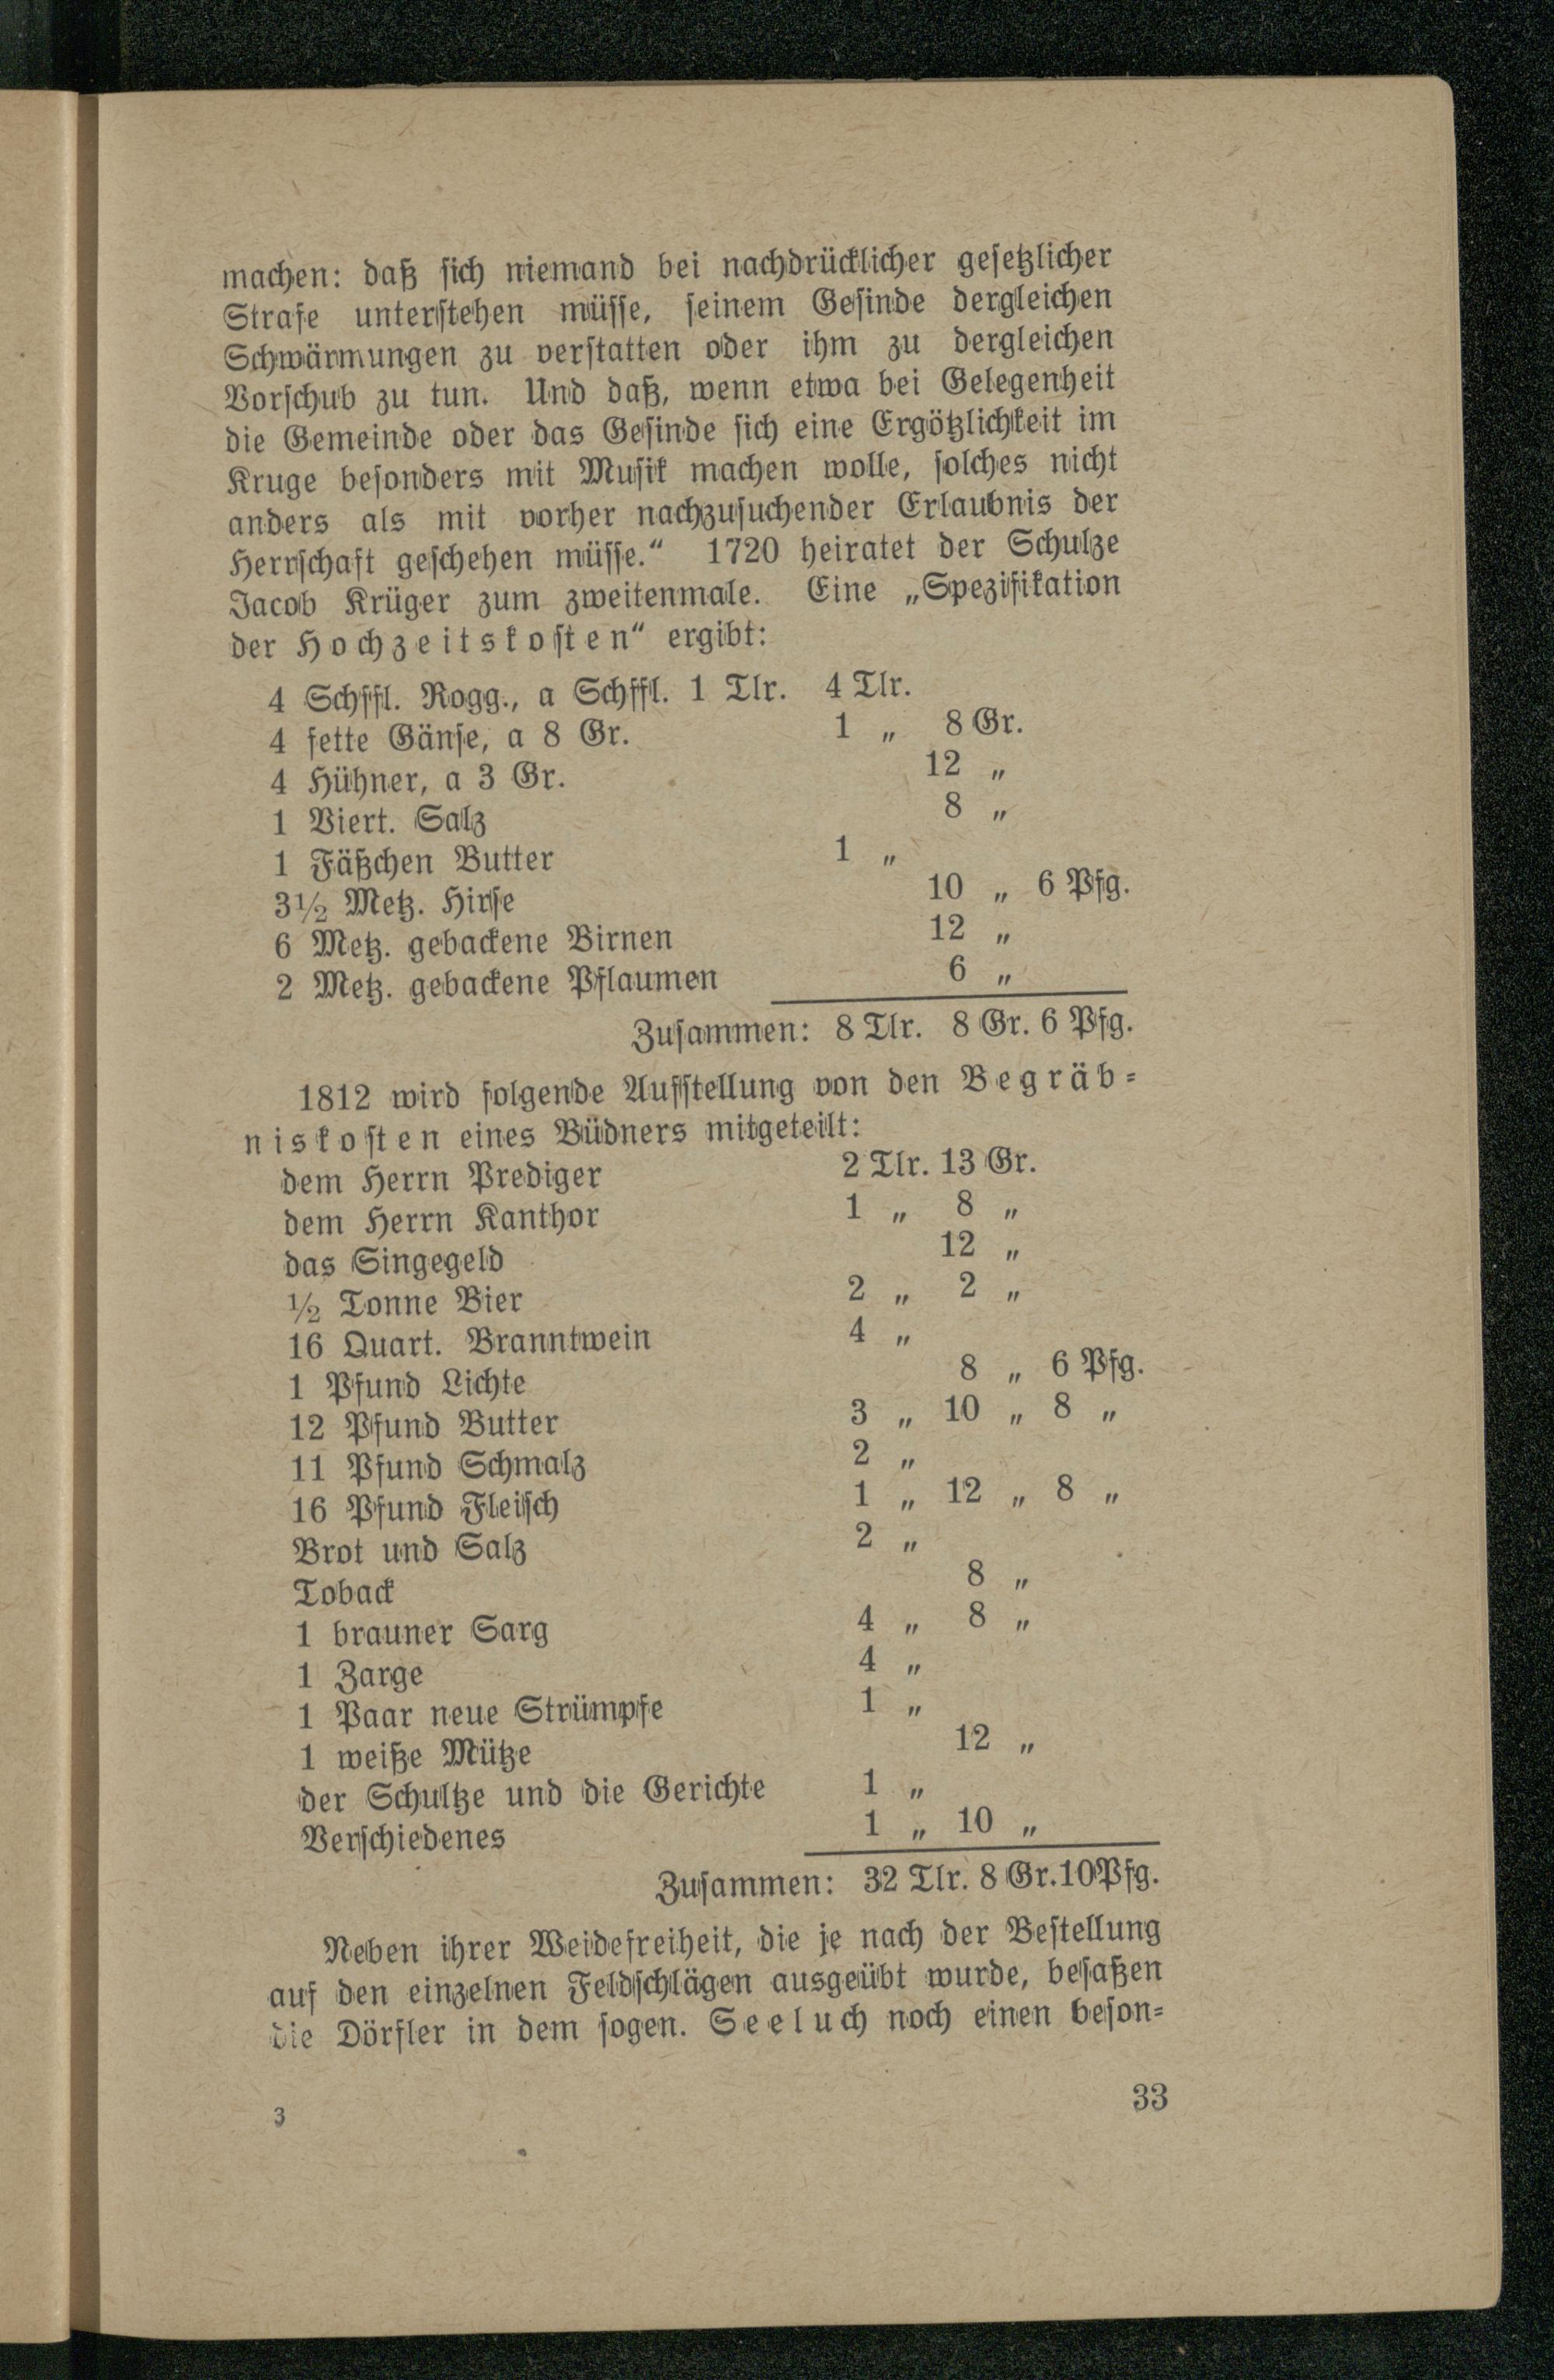 machen: daß sich niemand bei nachdrücklicher gesetzlicher
Strafe unterstehen müsse, seinem Gesinde dergleichen
Schwärmungen zu verstatten oder ihm zu dergleichen
Vorschub zu tun. Und daß, wenn etwa bei Gelegenheit
die Gemeinde oder das Gesinde sich eine Ergötzlichkeit im
Kruge besonders mit Musik machen wolle, solches nicht
anders als mit vorher nachzusuchender Erlaubnis der
Herrschaft geschehen müsse.“ 1720 heiratet der Schulze
Jacob Krüger zum zweitenmale. Eine „Spezifikation
der Hochzeitskosten“ ergibt:
4 Schffl. Rogg., a Schffl. 1 Tlr. 4 Tlr.
4 fette Gänse, a 8 Gr. 1 „ 8 Gr.
4 Hühner, a 3 Gr. 12 „
1 Viert. Salz 8 „
1 Fäßchen Butter 1 „
3½ Metz. Hirse 10 „ 6 Pfg.
6 Metz. gebackene Birnen 12 „
2 Metz. gebackene Pflaumen 6 „
Zusammen: 8 Tlr. 8 Gr. 6 Pfg.
1812 wird folgende Aufstellung von den Begräb-
niskosten eines Büdners mitgeteilt:
dem Herrn Prediger 2 Tlr. 13 Gr.
dem Herrn Kanthor 1 „ 8 „
das Singegeld 12 „
½ Tonne Bier 2 „ 2 „
16 Quart. Branntwein 4 „
1 Pfund Lichte 8 „ 6 Pfg.
12 Pfund Butter 3 „ 10 „ 8 „
11 Pfund Schmalz 2 „
16 Pfund Fleisch 1 „ 12 „ 8 „
Brot und Salz 2 „
Toback 8 „
1 brauner Sarg 4 „ 8 „
1 Zarge 4 „
1 Paar neue Strümpfe 1 „
1 weiße Mütze 12 „
der Schultze und die Gerichte 1 „
Verschiedenes 1 „ 10 „
Zusammen: 32 Tlr. 8 Gr. 10 Pfg.
Neben ihrer Weidefreiheit, die je nach der Bestellung
auf den einzelnen Feldschlägen ausgeübt wurde, besaßen
die Dörfler in dem sogen. Seeluch noch einen beson-
3 33